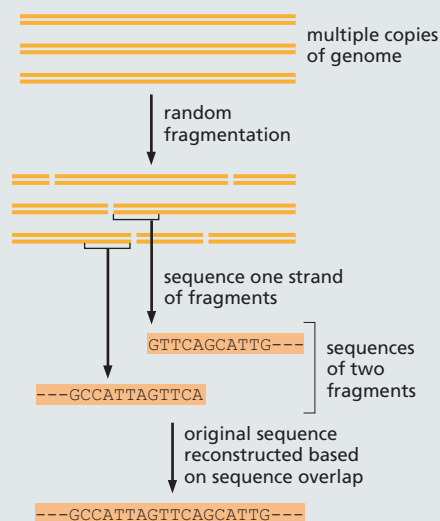 multiple copies
of genome
random
fragmentation
sequence one strand
of fragments
GTTCAGCATTG---
sequences
of two
fragments
---GCCATTAGTTCA
original sequence
reconstructed based
on sequence overlap
---GCCATTAGTTCAGCATTG---